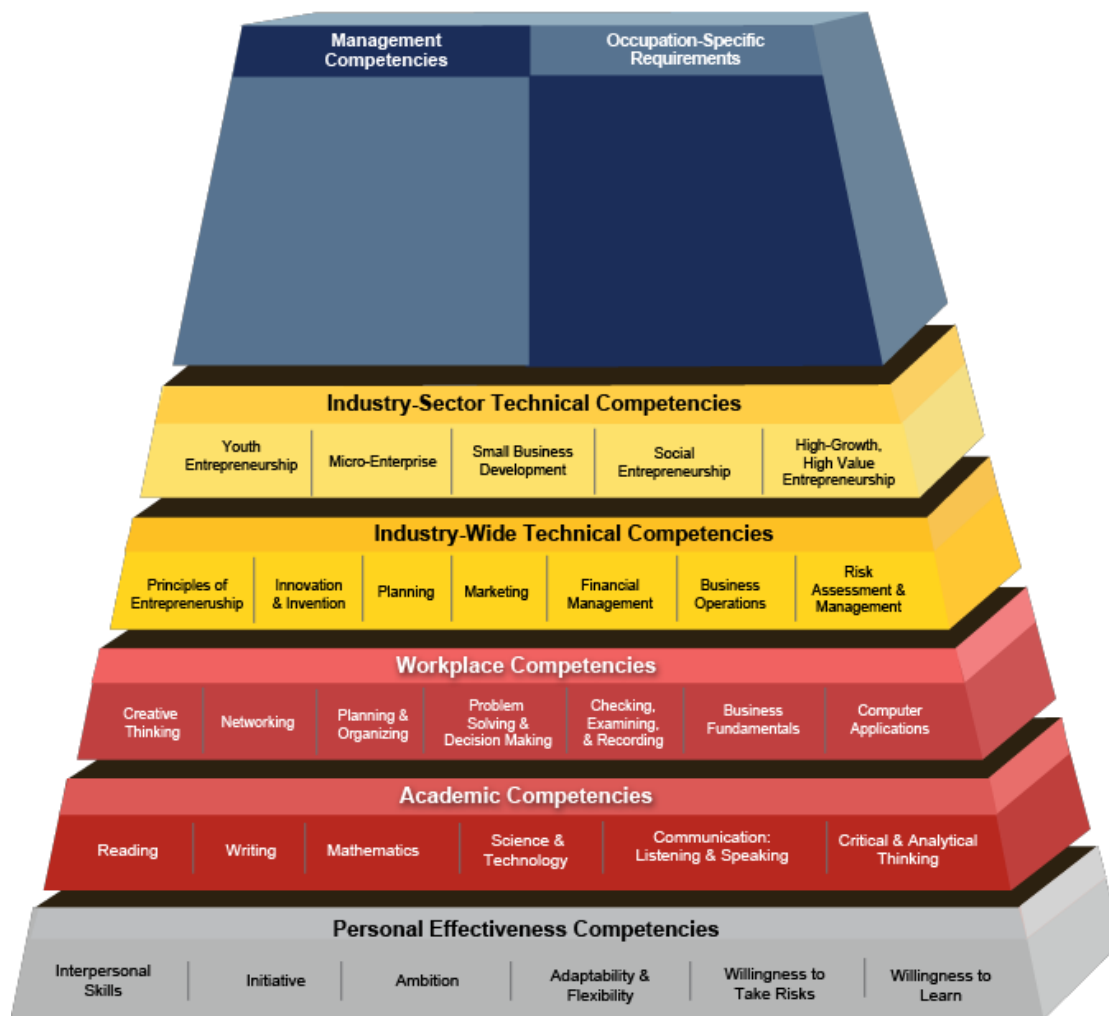 Management
Competencies
Occupation-Specific
Requirements
Industry-Sector Technical Competencies
Youth
Entrepreneurship
Micro-Enterprise
Small Business
Development
Social
Entrepreneurship
High-Growth,
High Value
Entrepreneurship
Industry-Wide Technical Competencies
Principles of
Entrepreneruship
Innovation
& Invention
Planning
Marketing
Financial
Management
Business
Operations
Risk
Assessment &
Management
Workplace Competencies
Creative
Thinking
Networking
Planning &
Organizing
Problem
Solving &
Decision Making
Checking,
Examining,
& Recording
Business
Fundamentals
Computer
Applications
Academic Competencies
Reading
Writing
Mathematics
Science &
Technology
Communication:
Listening & Speaking
Critical & Analytical
Thinking
Personal Effectiveness Competencies
Interpersonal
Skills
Initiative
Ambition
Adaptability &
Flexibility
Willingness to
Take Risks
Willingness to
Learn